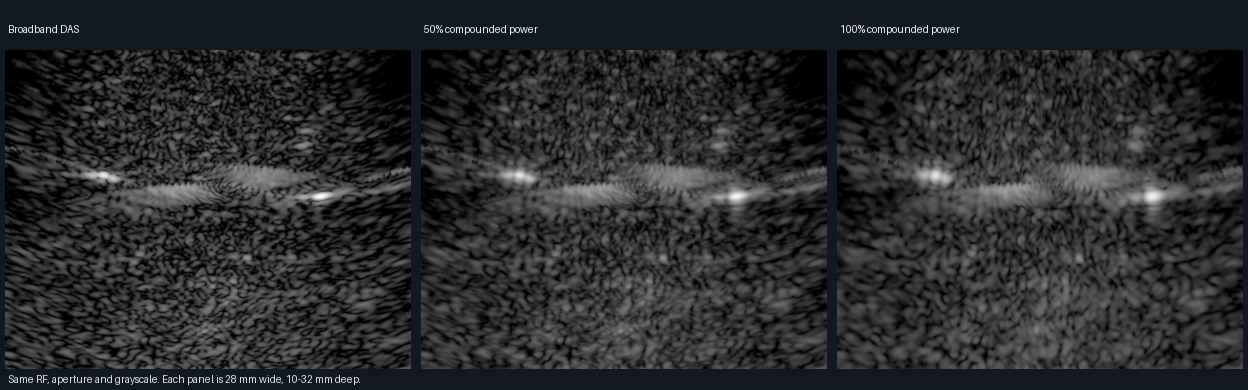 Broadband DAS
50% compounded power
100% compounded power
Same RF, aperture and grayscale. Each panel is 28 mm wide, 10-32 mm deep.